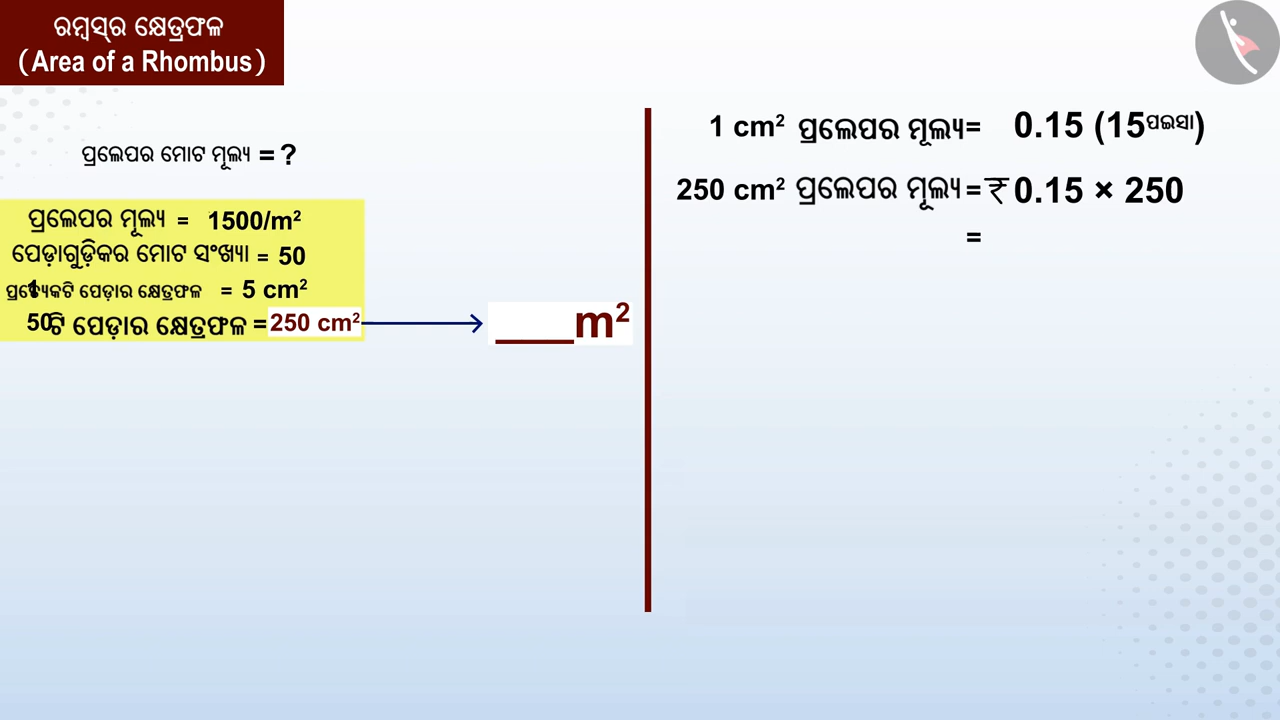 ରମ୍ବସ୍‌ର କ୍ଷେତ୍ରଫଳ
(Area of a Rhombus)
ପ୍ରଲେପର ମୋଟ ମୂଲ୍ୟ = ?
ପ୍ରଲେପର ମୂଲ୍ୟ = 1500/m²
ପେଡ଼ାଗୁଡ଼ିକର ମୋଟ ସଂଖ୍ୟା = 50
1 ପ୍ରତ୍ୟେକଟି ପେଡ଼ାର କ୍ଷେତ୍ରଫଳ = 5 cm²
50ଟି ପେଡ଼ାର କ୍ଷେତ୍ରଫଳ = 250 cm² → ____m²
1 cm² ପ୍ରଲେପର ମୂଲ୍ୟ= 0.15 (15ପଇସା)
250 cm² ପ୍ରଲେପର ମୂଲ୍ୟ = ₹ 0.15 × 250
=